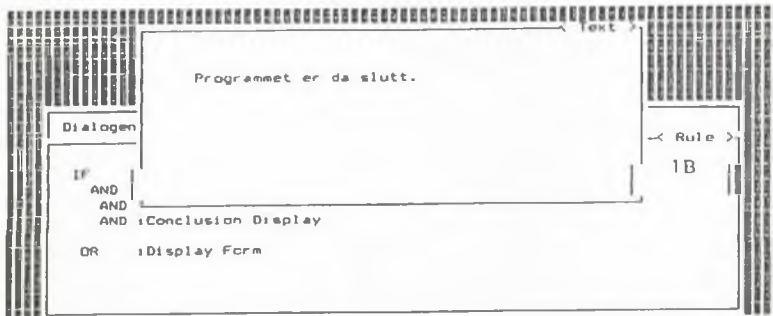 < Text >
Programmet er da slutt.
Dialogen
< Rule >
IF
1B
AND
AND
AND :Conclusion Display
OR :Display Form